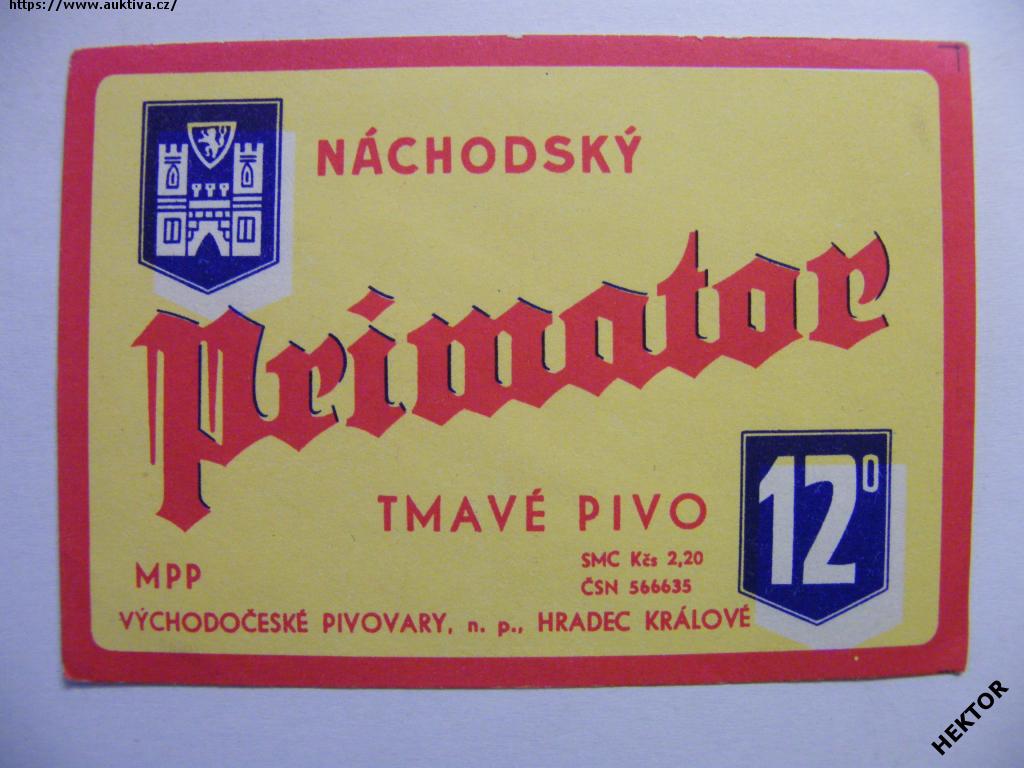 https://www.auktiva.cz/
NÁCHODSKÝ
Primator
12°
TMAVÉ PIVO
SMC Kčs 2,20
MPP
ČSN 566635
VÝCHODOČESKÉ PIVOVARY, n. p., HRADEC KRÁLOVÉ
HEKTOR